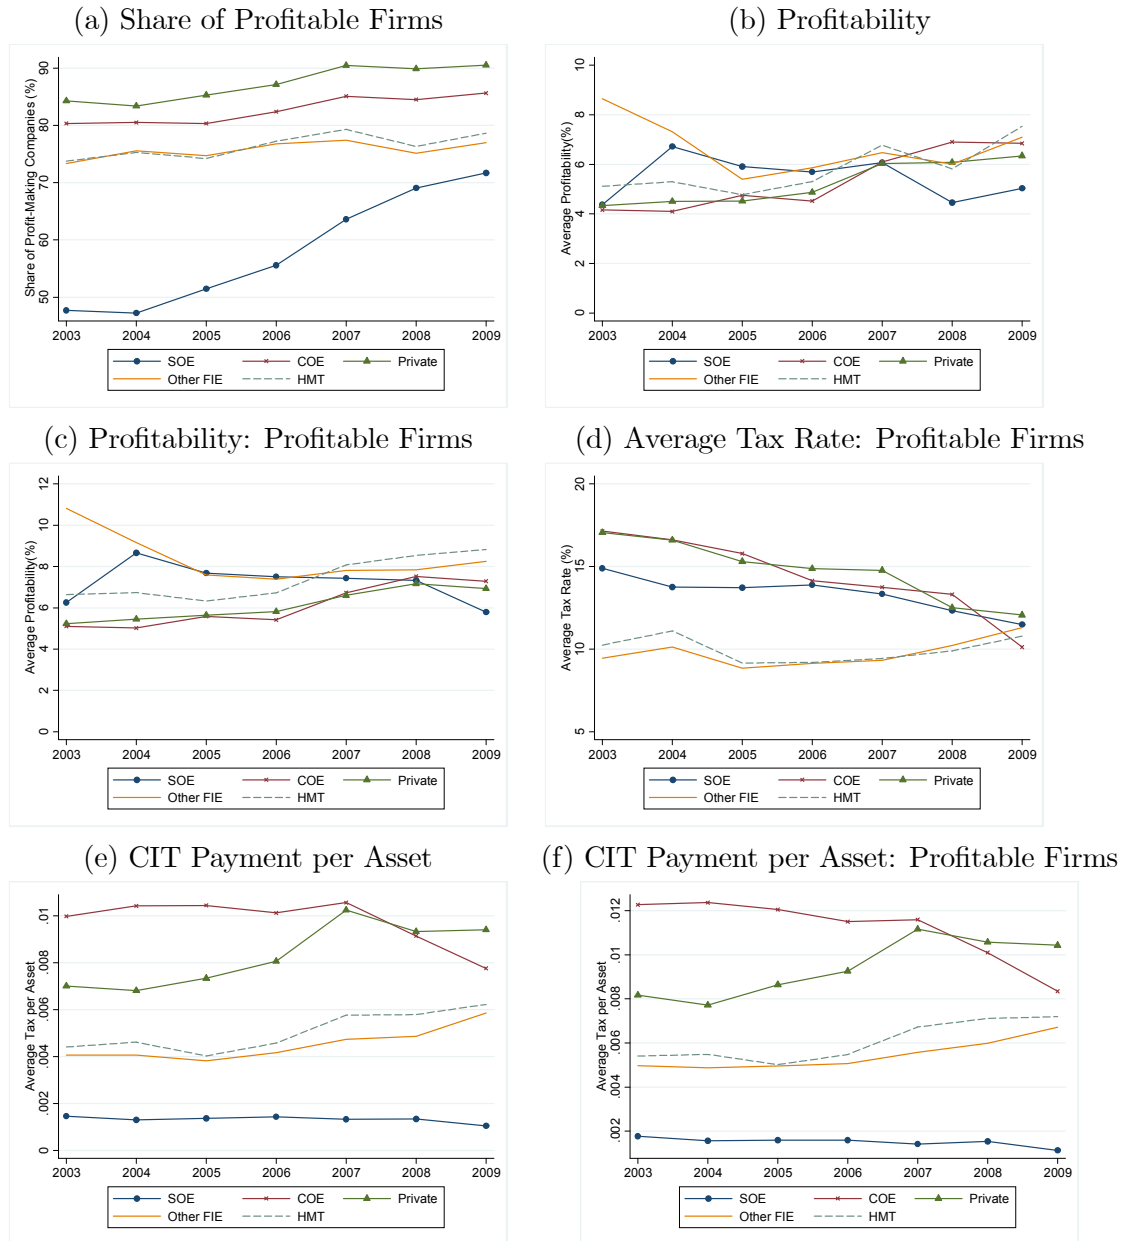 (a) Share of Profitable Firms
Share of Profit-Making Companies (%)
90
80
70
60
50
2003 2004 2005 2006 2007 2008 2009
SOE COE Private
Other FIE HMT
(b) Profitability
Average Profitability(%)
10
8
6
4
2
0
2003 2004 2005 2006 2007 2008 2009
SOE COE Private
Other FIE HMT
(c) Profitability: Profitable Firms
Average Profitability(%)
12
10
8
6
4
2
0
2003 2004 2005 2006 2007 2008 2009
SOE COE Private
Other FIE HMT
(d) Average Tax Rate: Profitable Firms
Average Tax Rate (%)
20
15
10
5
2003 2004 2005 2006 2007 2008 2009
SOE COE Private
Other FIE HMT
(e) CIT Payment per Asset
Average Tax per Asset
.01
.008
.006
.004
.002
0
2003 2004 2005 2006 2007 2008 2009
SOE COE Private
Other FIE HMT
(f) CIT Payment per Asset: Profitable Firms
Average Tax per Asset
.012
.010
.008
.006
.004
.002
2003 2004 2005 2006 2007 2008 2009
SOE COE Private
Other FIE HMT